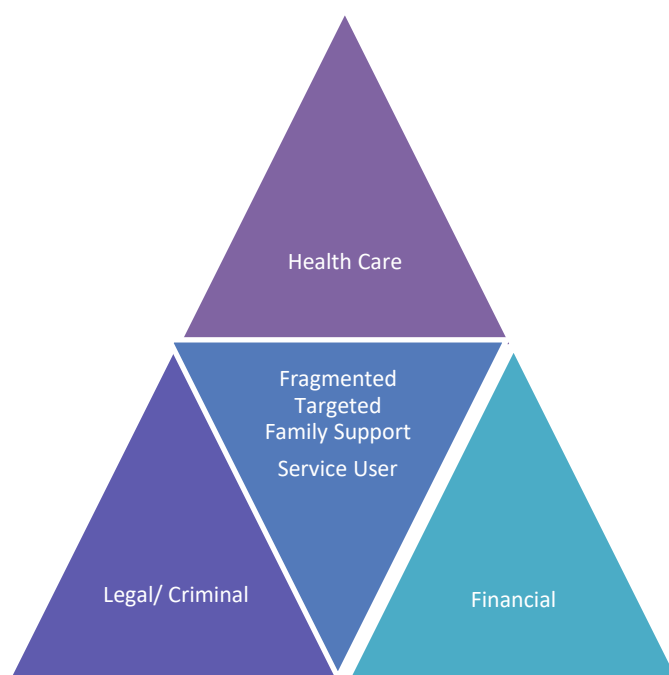 Health Care
Fragmented
Targeted
Family Support
Service User
Legal/ Criminal
Financial